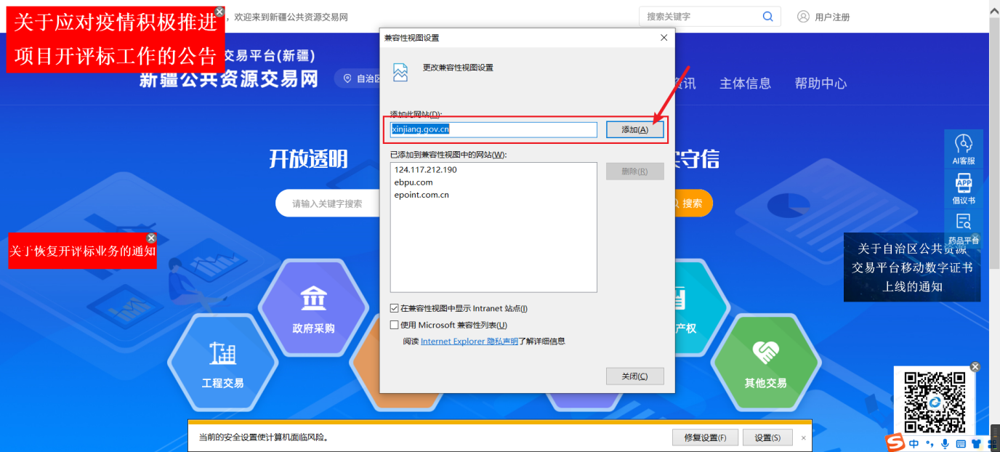 关于应对疫情积极推进
项目开评标工作的公告
，欢迎来到新疆公共资源交易网
搜索关键字
用户注册
交易平台(新疆)
新疆公共资源交易网
自治区
资讯
主体信息
帮助中心
兼容性视图设置
更改兼容性视图设置
添加此网站(D):
xinjiang.gov.cn
添加(A)
已添加到兼容性视图中的网站(W):
124.117.212.190
ebpu.com
epoint.com.cn
删除(R)
在兼容性视图中显示 Intranet 站点(I)
使用 Microsoft 兼容性列表(U)
阅读 Internet Explorer 隐私声明了解详细信息
关闭(C)
开放透明
守信
请输入关键字搜索
搜索
AI客服
APP
倡议书
药品平台
关于恢复开评标业务的通知
关于自治区公共资源
交易平台移动数字证书
上线的通知
政府采购
产权
工程交易
其他交易
当前的安全设置使计算机面临风险。
修复设置(F)
设置(S)
中